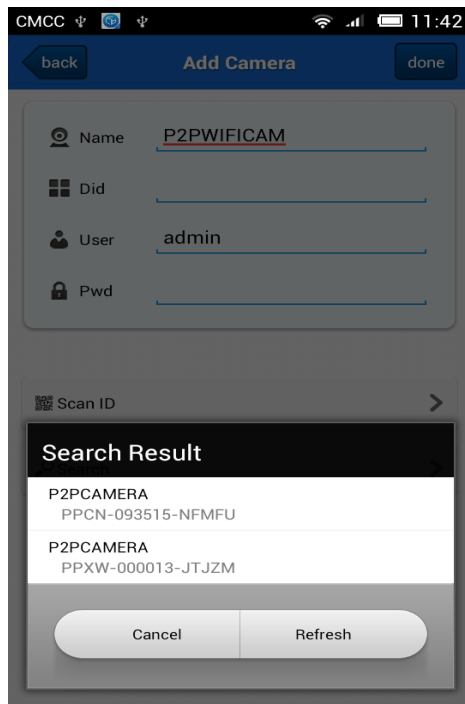 CMCC 11:42
back Add Camera done
Name P2PWIFICAM
Did
User admin
Pwd
Scan ID
Search Result
Search
P2PCAMERA
PPCN-093515-NFMFU
P2PCAMERA
PPXW-000013-JTJZM
Cancel Refresh